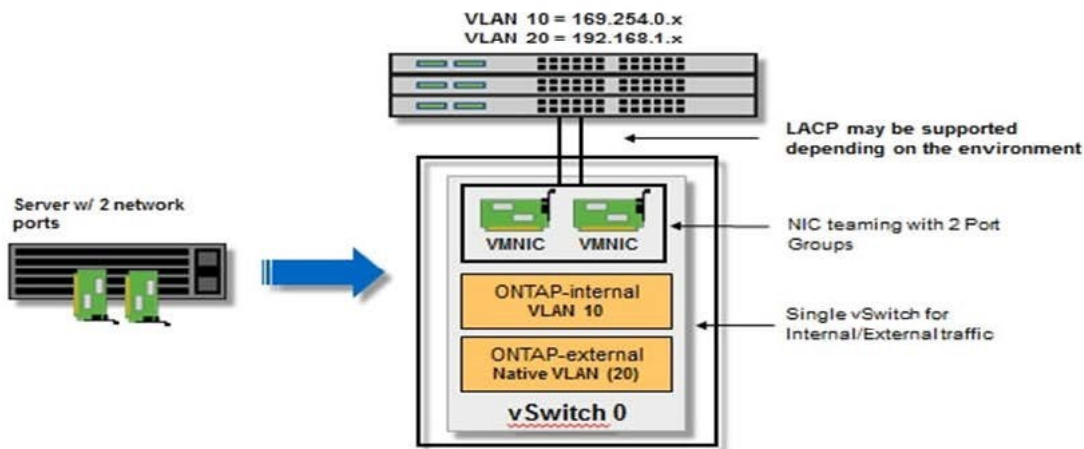 VLAN 10 = 169.254.0.x
VLAN 20 = 192.168.1.x
LACP may be supported
depending on the environment
Server w/ 2 network
ports
VMNIC
VMNIC
NIC teaming with 2 Port
Groups
ONTAP-internal
VLAN 10
Single vSwitch for
Internal/External traffic
ONTAP-external
Native VLAN (20)
vSwitch 0